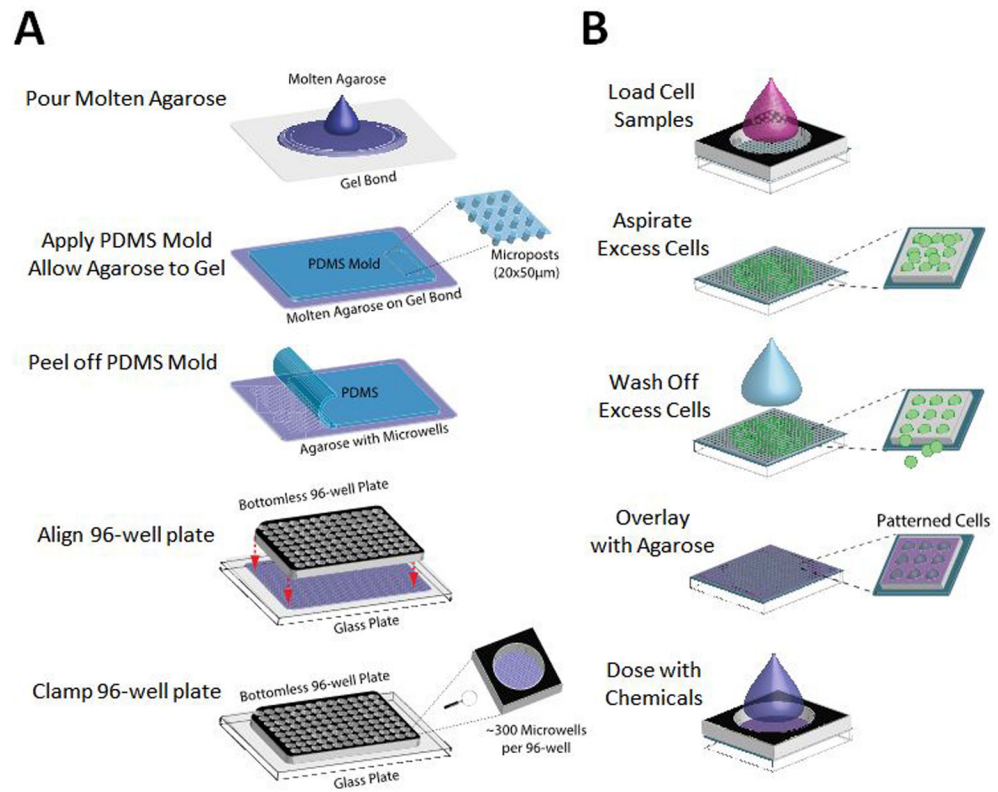 A
Pour Molten Agarose
Molten Agarose
Gel Bond
Apply PDMS Mold
Allow Agarose to Gel
PDMS Mold
Microposts
(20x50μm)
Molten Agarose on Gel Bond
Peel off PDMS Mold
PDMS
Agarose with Microwells
Align 96-well plate
Bottomless 96-well Plate
Glass Plate
Clamp 96-well plate
Bottomless 96-well Plate
~300 Microwells
per 96-well
Glass Plate
B
Load Cell
Samples
Aspirate
Excess Cells
Wash Off
Excess Cells
Overlay
with Agarose
Patterned Cells
Dose with
Chemicals